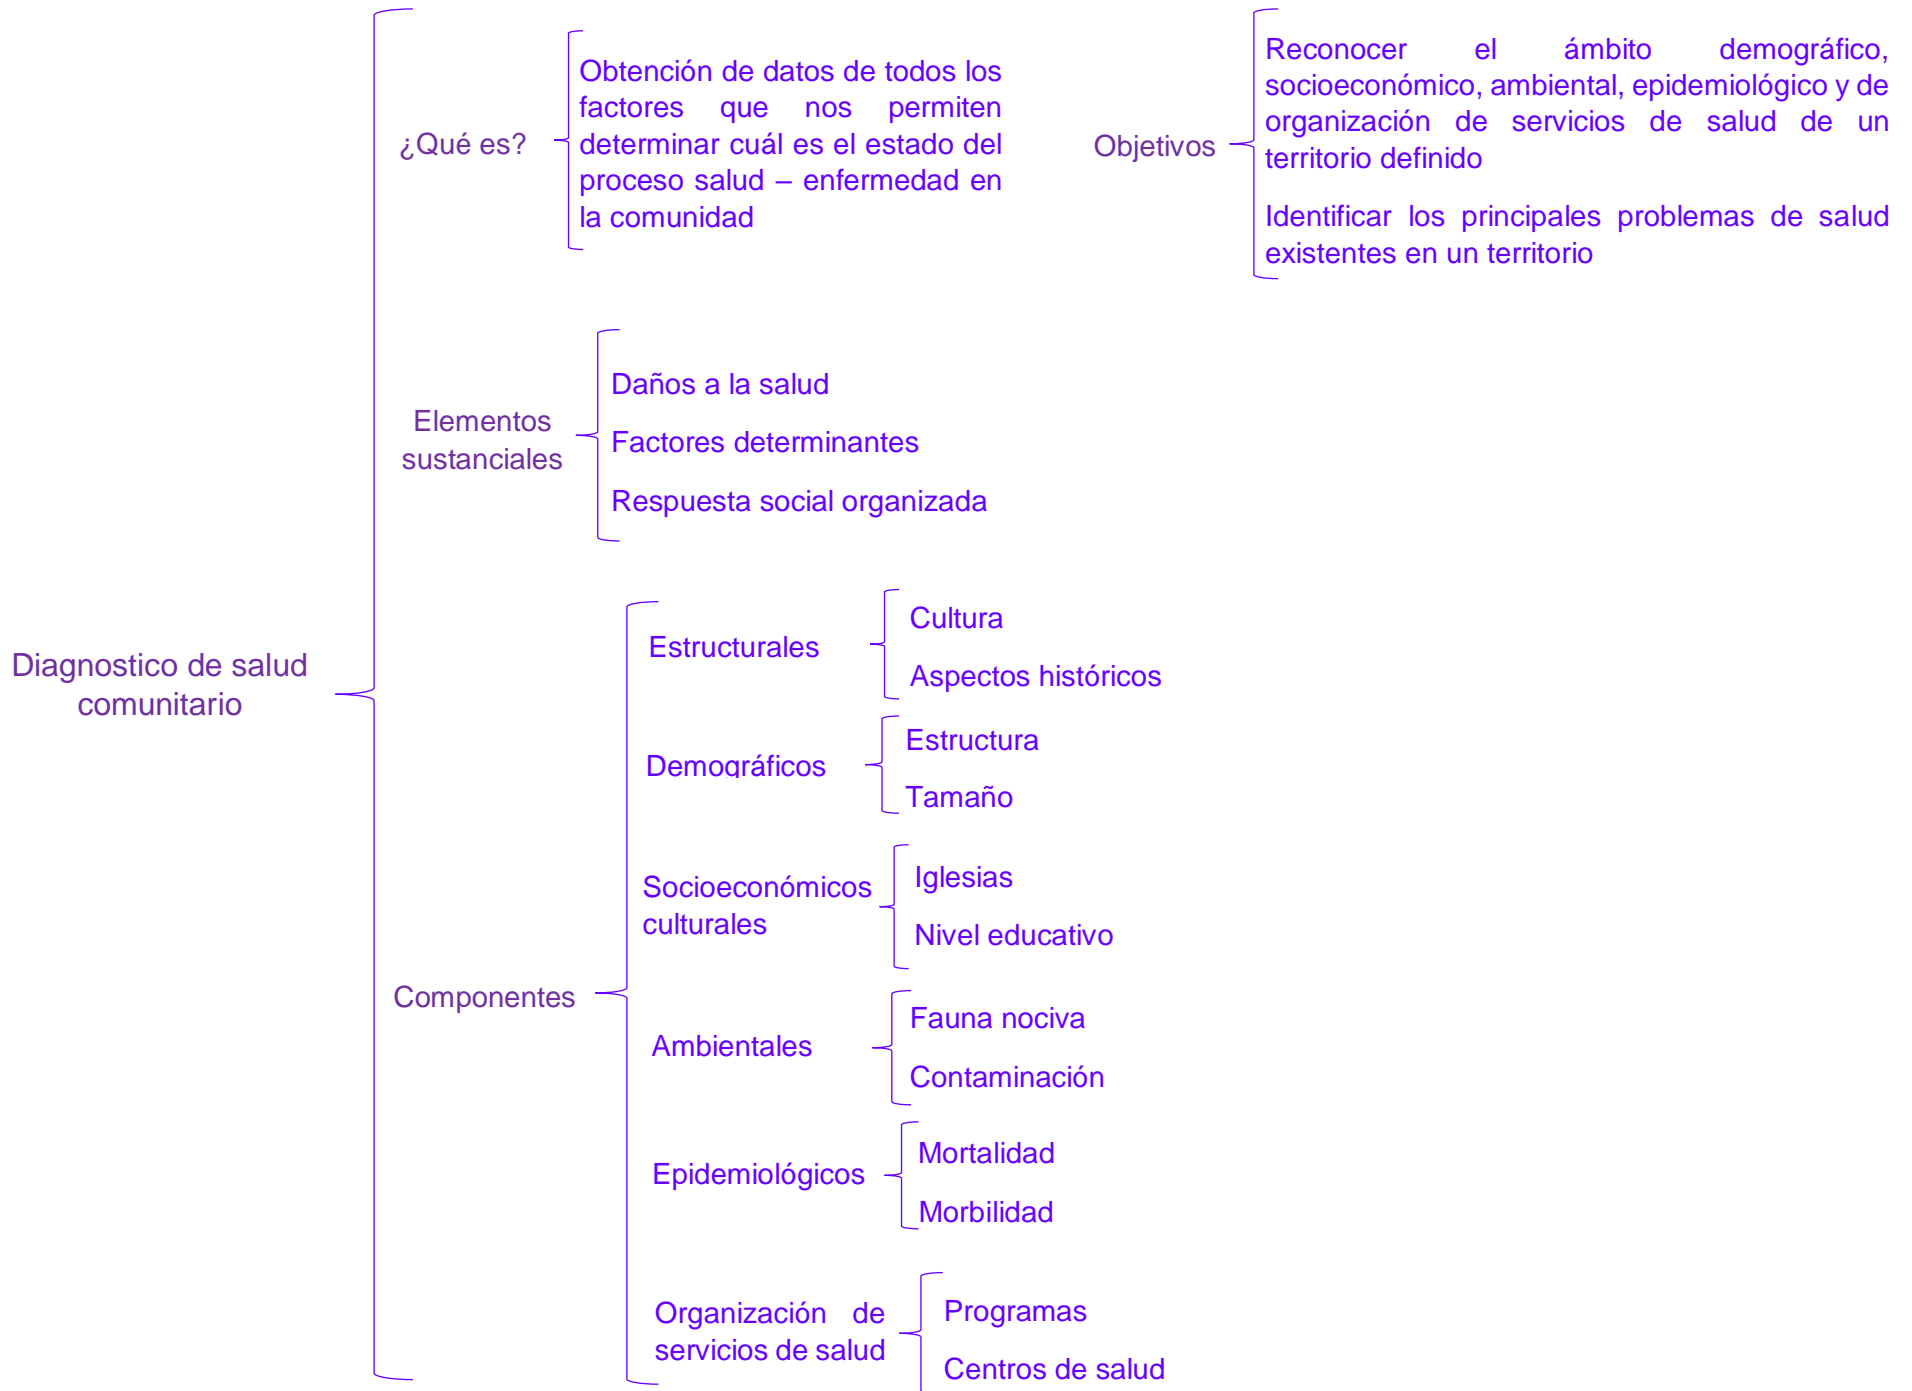 Diagnostico de salud
comunitario
¿Qué es?
Obtención de datos de todos los
factores que nos permiten
determinar cuál es el estado del
proceso salud – enfermedad en
la comunidad
Objetivos
Reconocer el ámbito demográfico,
socioeconómico, ambiental, epidemiológico y de
organización de servicios de salud de un
territorio definido
Identificar los principales problemas de salud
existentes en un territorio
Elementos
sustanciales
Daños a la salud
Factores determinantes
Respuesta social organizada
Componentes
Estructurales
Cultura
Aspectos históricos
Demográficos
Estructura
Tamaño
Socioeconómicos
culturales
Iglesias
Nivel educativo
Ambientales
Fauna nociva
Contaminación
Epidemiológicos
Mortalidad
Morbilidad
Organización de
servicios de salud
Programas
Centros de salud